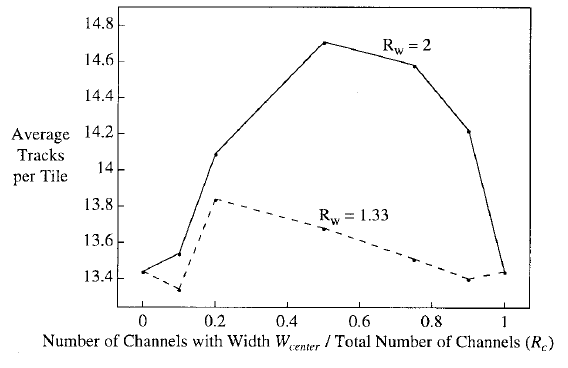 14.8
14.6
14.4
14.2
14
13.8
13.6
13.4
Average
Tracks
per Tile
R_w = 2
R_w = 1.33
0 0.2 0.4 0.6 0.8 1
Number of Channels with Width W_center / Total Number of Channels (R_c)